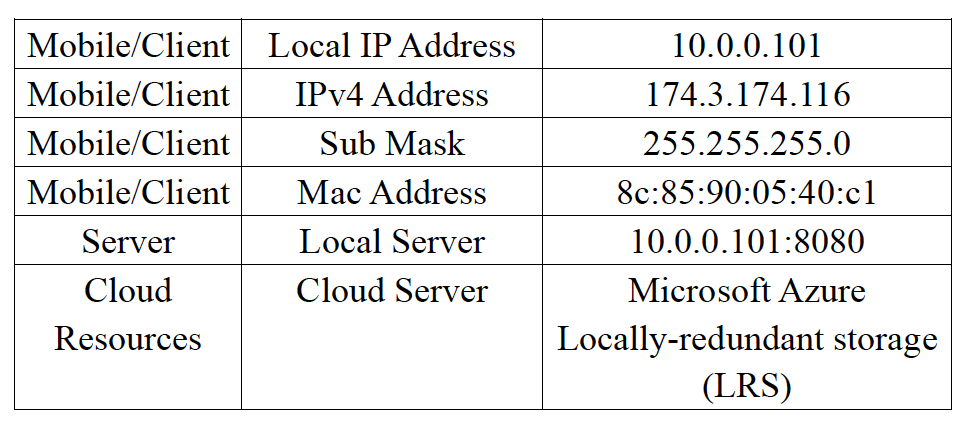 Mobile/Client Local IP Address 10.0.0.101
Mobile/Client IPv4 Address 174.3.174.116
Mobile/Client Sub Mask 255.255.255.0
Mobile/Client Mac Address 8c:85:90:05:40:c1
Server Local Server 10.0.0.101:8080
Cloud Cloud Server Microsoft Azure
Resources Locally-redundant storage
(LRS)